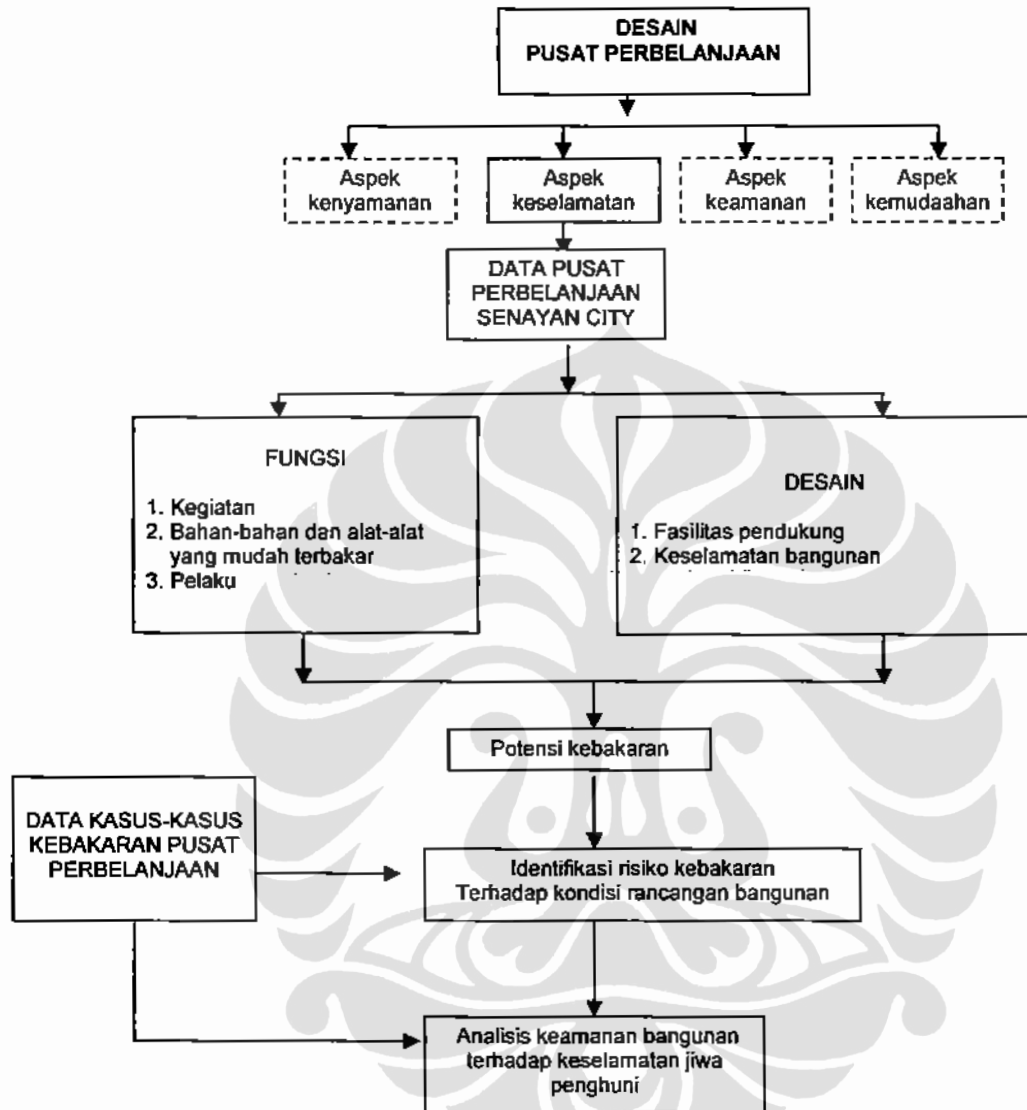 DESAIN
PUSAT PERBELANJAAN
Aspek
kenyamanan
Aspek
keselamatan
Aspek
keamanan
Aspek
kemudaahan
DATA PUSAT
PERBELANJAAN
SENAYAN CITY
FUNGSI
1. Kegiatan
2. Bahan-bahan dan alat-alat
yang mudah terbakar
3. Pelaku
DESAIN
1. Fasilitas pendukung
2. Keselamatan bangunan
Potensi kebakaran
DATA KASUS-KASUS
KEBAKARAN PUSAT
PERBELANJAAN
Identifikasi risiko kebakaran
Terhadap kondisi rancangan bangunan
Analisis keamanan bangunan
terhadap keselamatan jiwa
penghuni